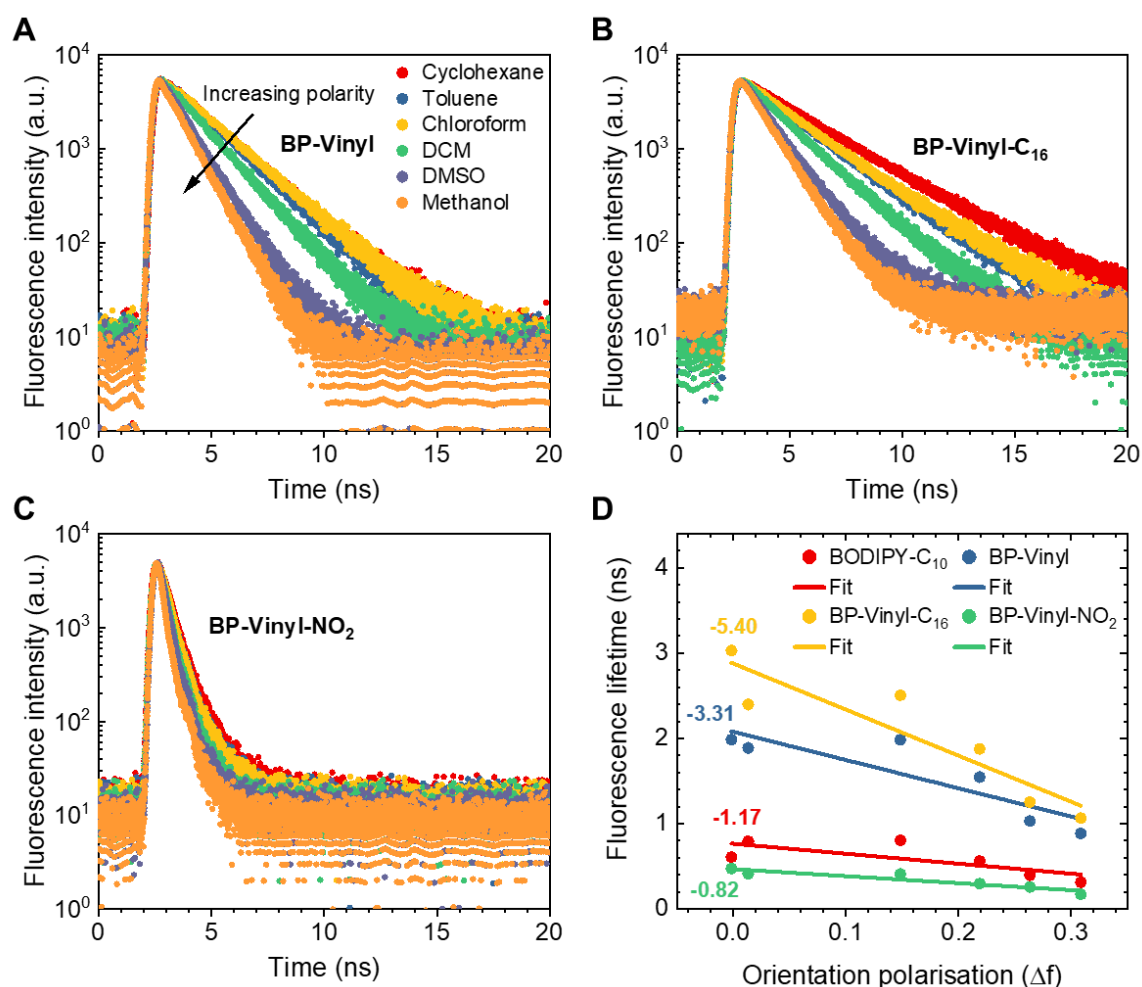 A
Fluorescence intensity (a.u.)
10⁴
10³
10²
10¹
10⁰
Increasing polarity
BP-Vinyl
Cyclohexane
Toluene
Chloroform
DCM
DMSO
Methanol
0 5 10 15 20
Time (ns)
B
Fluorescence intensity (a.u.)
10⁴
10³
10²
10¹
10⁰
BP-Vinyl-C₁₆
0 5 10 15 20
Time (ns)
C
Fluorescence intensity (a.u.)
10⁴
10³
10²
10¹
10⁰
BP-Vinyl-NO₂
0 5 10 15 20
Time (ns)
D
Fluorescence lifetime (ns)
4
3
2
1
0
BODIPY-C₁₀ BP-Vinyl
Fit Fit
BP-Vinyl-C₁₆ BP-Vinyl-NO₂
Fit Fit
-5.40
-3.31
-1.17
-0.82
0.0 0.1 0.2 0.3
Orientation polarisation (Δf)